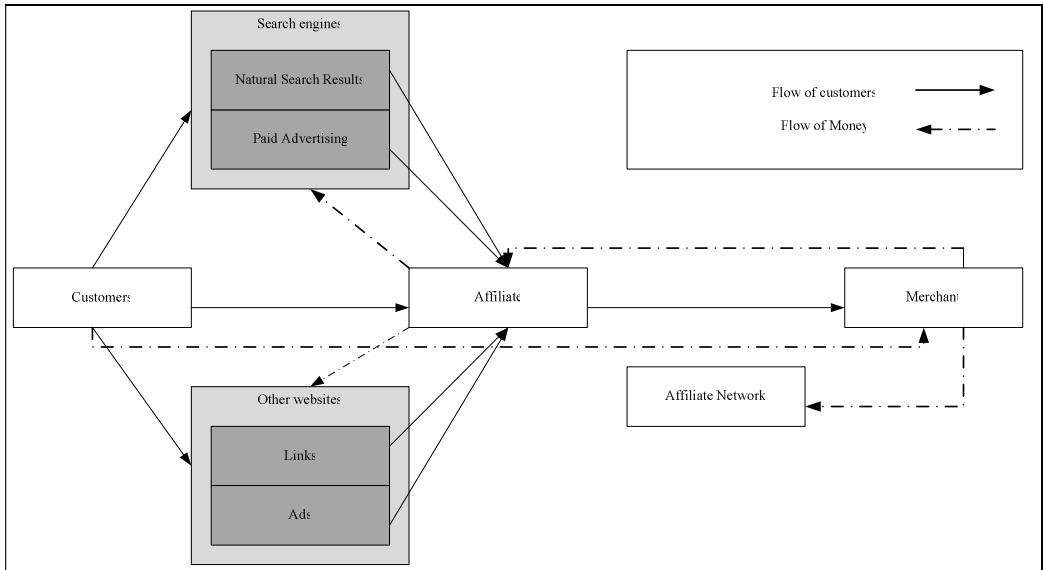 Search engines
Natural Search Results
Paid Advertising
Flow of customers
Flow of Money
Customers
Affiliate
Merchant
Affiliate Network
Other websites
Links
Ads